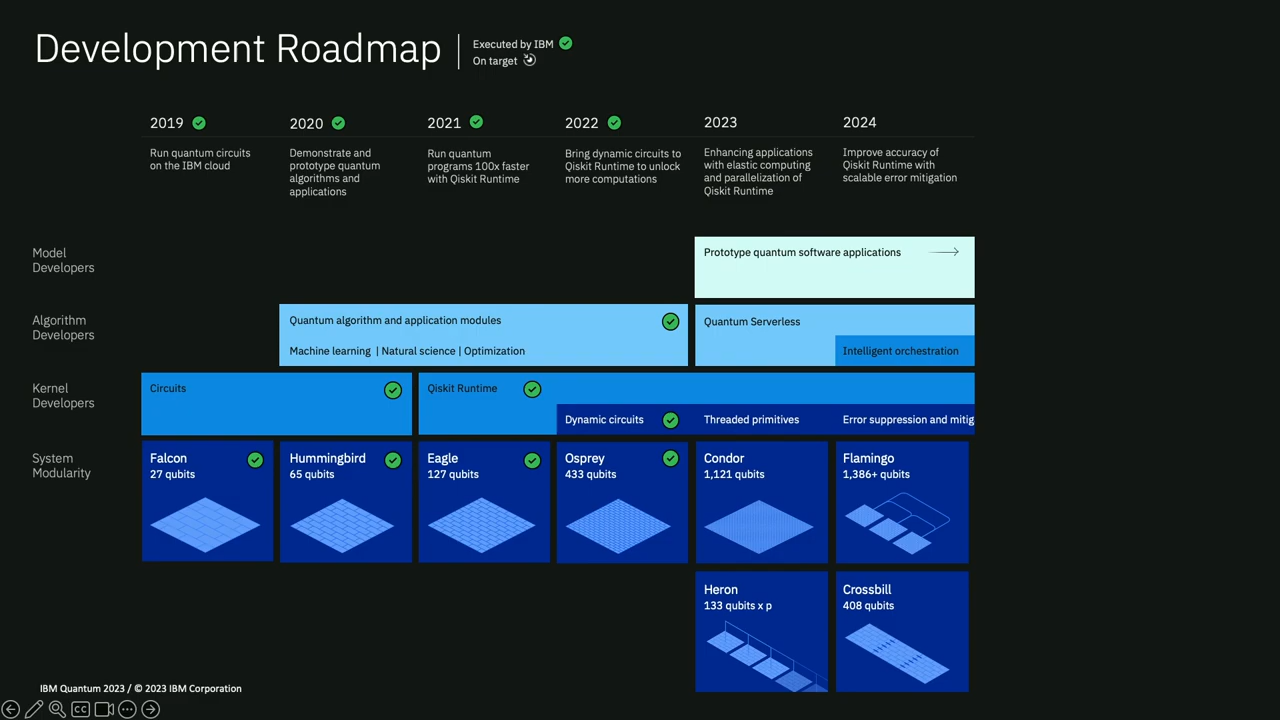 Development Roadmap
Executed by IBM
On target
2019
2020
2021
2022
2023
2024
Run quantum circuits
on the IBM cloud
Demonstrate and
prototype quantum
algorithms and
applications
Run quantum
programs 100x faster
with Qiskit Runtime
Bring dynamic circuits to
Qiskit Runtime to unlock
more computations
Enhancing applications
with elastic computing
and parallelization of
Qiskit Runtime
Improve accuracy of
Qiskit Runtime with
scalable error mitigation
Model
Developers
Prototype quantum software applications
Algorithm
Developers
Quantum algorithm and application modules
Machine learning | Natural science | Optimization
Quantum Serverless
Intelligent orchestration
Kernel
Developers
Circuits
Qiskit Runtime
Dynamic circuits
Threaded primitives
Error suppression and mitig
System
Modularity
Falcon
27 qubits
Hummingbird
65 qubits
Eagle
127 qubits
Osprey
433 qubits
Condor
1,121 qubits
Flamingo
1,386+ qubits
Heron
133 qubits x p
Crossbill
408 qubits
IBM Quantum 2023 / © 2023 IBM Corporation
CC